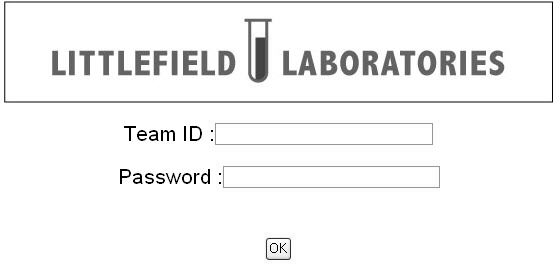 LITTLEFIELD LABORATORIES
Team ID :
Password :
OK